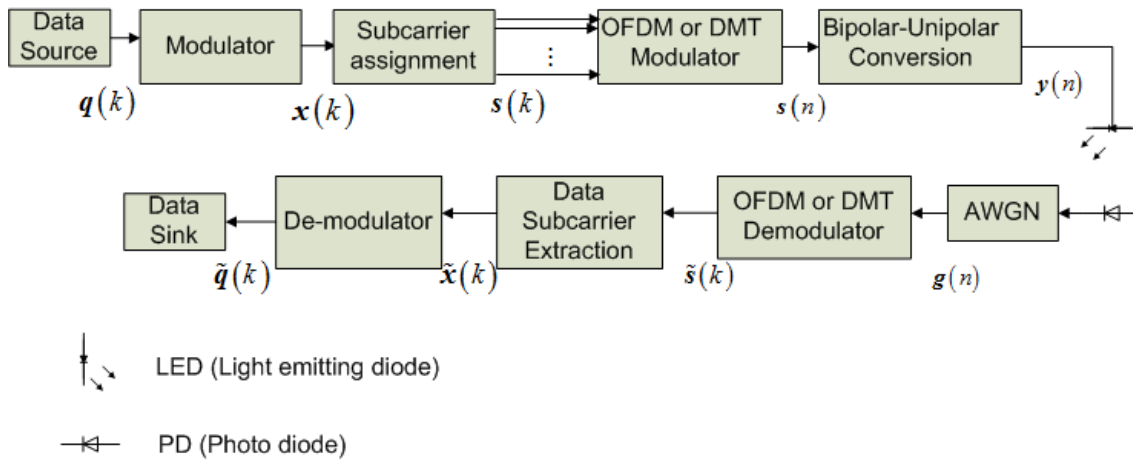 Data
Source
Modulator
Subcarrier
assignment
⋮
OFDM or DMT
Modulator
Bipolar-Unipolar
Conversion
q(k)
x(k)
s(k)
s(n)
y(n)
Data
Sink
De-modulator
Data
Subcarrier
Extraction
OFDM or DMT
Demodulator
AWGN
q̃(k)
x̃(k)
s̃(k)
g(n)
LED (Light emitting diode)
PD (Photo diode)